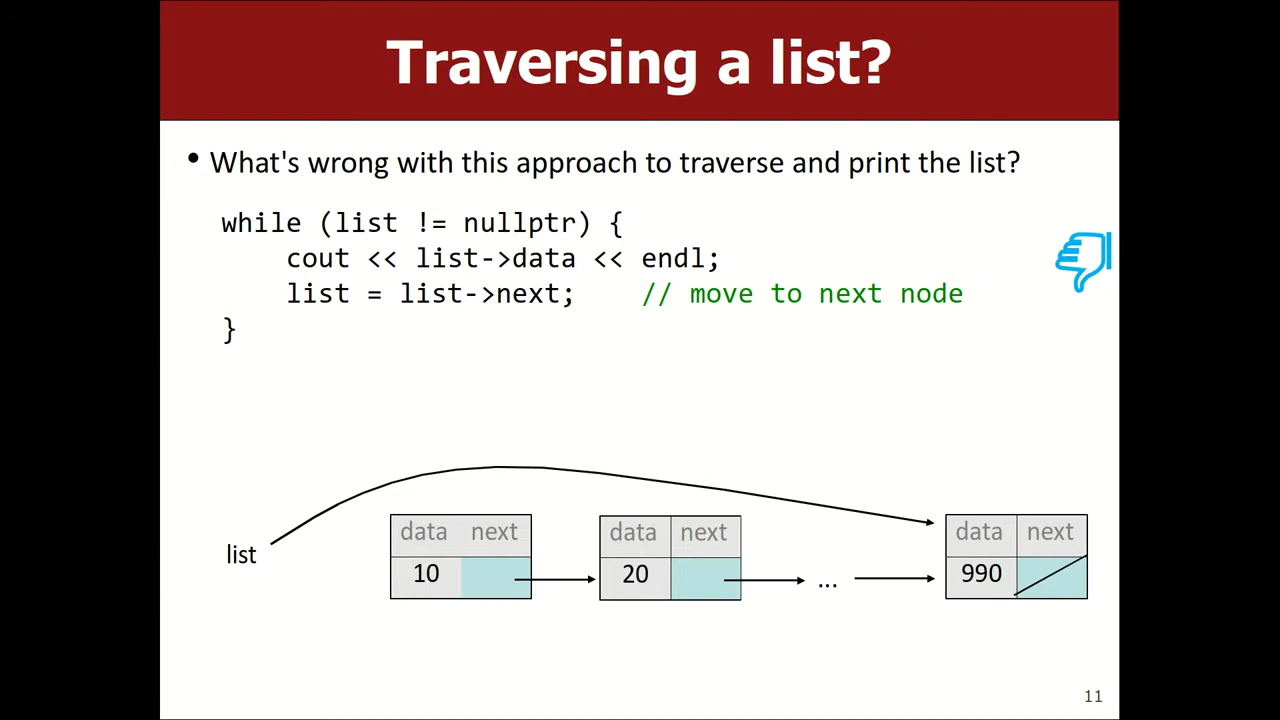 Traversing a list?
• What's wrong with this approach to traverse and print the list?
while (list != nullptr) {
    cout << list->data << endl;
    list = list->next;    // move to next node
}
list
data next
10
data next
20
...
data next
990
11